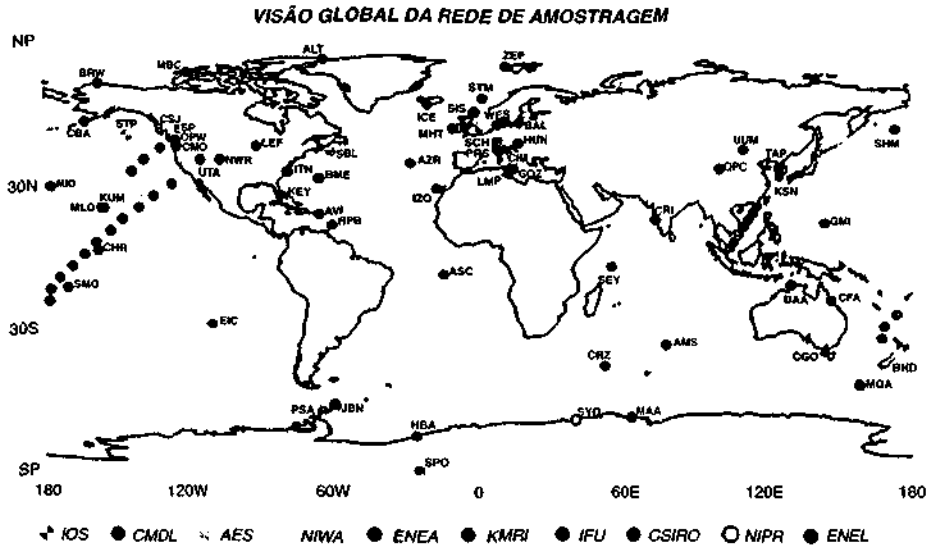 VISÃO GLOBAL DA REDE DE AMOSTRAGEM
NP
ALT
ZEP
BRW
MBC
STM
ICE
SIS
CBA
STP
CSJ
ESP
OPW
CMO
LEF
SBL
MHT
WES
BAL
SCH
HUN
PRS
UUM
TAP
SHM
NWR
UTA
ITN
BME
AZR
CIM
GOZ
LMP
QPC
KSN
30N
MID
KEY
IZO
MLO
KUM
AVI
RPB
CRI
GMI
CHR
ASC
SEY
SMO
DAA
CFA
30S
EIC
CRZ
AMS
CGO
BHD
MQA
PSA
JBN
HBA
SYO
MAA
SP
SPO
180
120W
60W
0
60E
120E
180
IOS CMDL AES NIWA ENEA KMRI IFU CSIRO NIPR ENEL